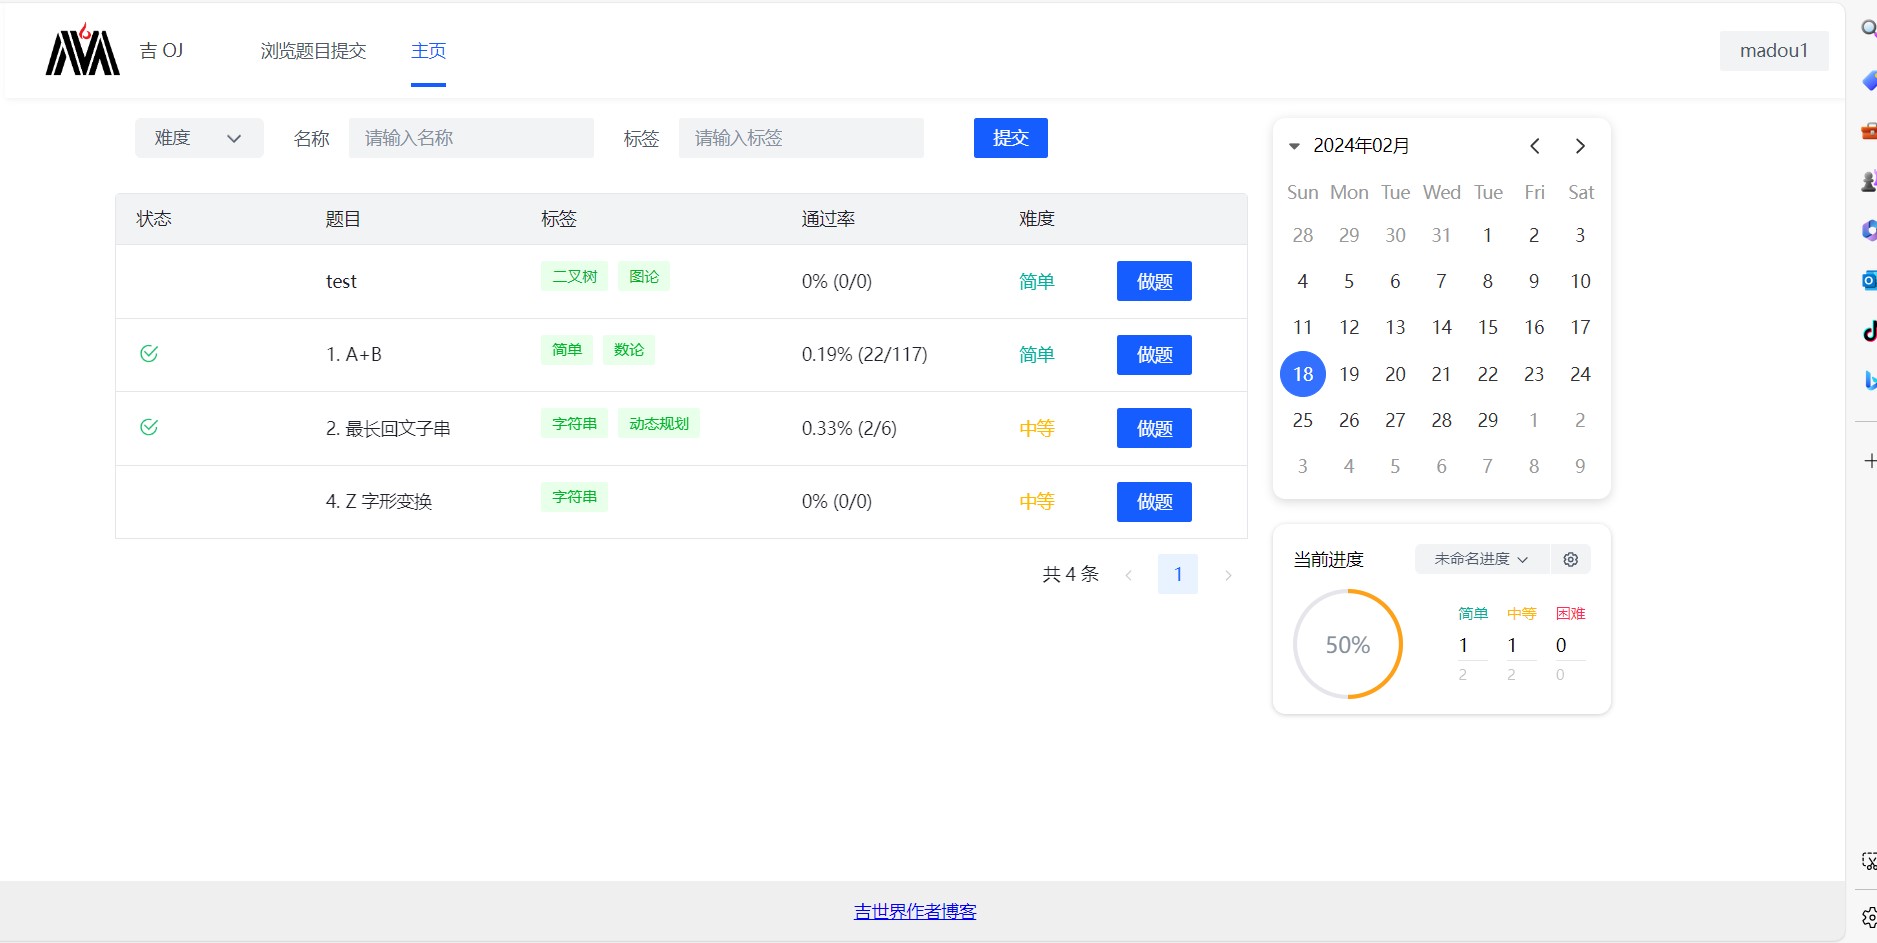 吉 OJ 浏览题目提交 主页 madou1
难度 名称 请输入名称 标签 请输入标签 提交
状态 题目 标签 通过率 难度
test 二叉树 图论 0% (0/0) 简单 做题
1. A+B 简单 数论 0.19% (22/117) 简单 做题
2. 最长回文子串 字符串 动态规划 0.33% (2/6) 中等 做题
4. Z 字形变换 字符串 0% (0/0) 中等 做题
共 4 条 1
2024年02月
Sun Mon Tue Wed Tue Fri Sat
28 29 30 31 1 2 3
4 5 6 7 8 9 10
11 12 13 14 15 16 17
18 19 20 21 22 23 24
25 26 27 28 29 1 2
3 4 5 6 7 8 9
当前进度 未命名进度
50%
简单 中等 困难
1 1 0
2 2 0
吉世界作者博客